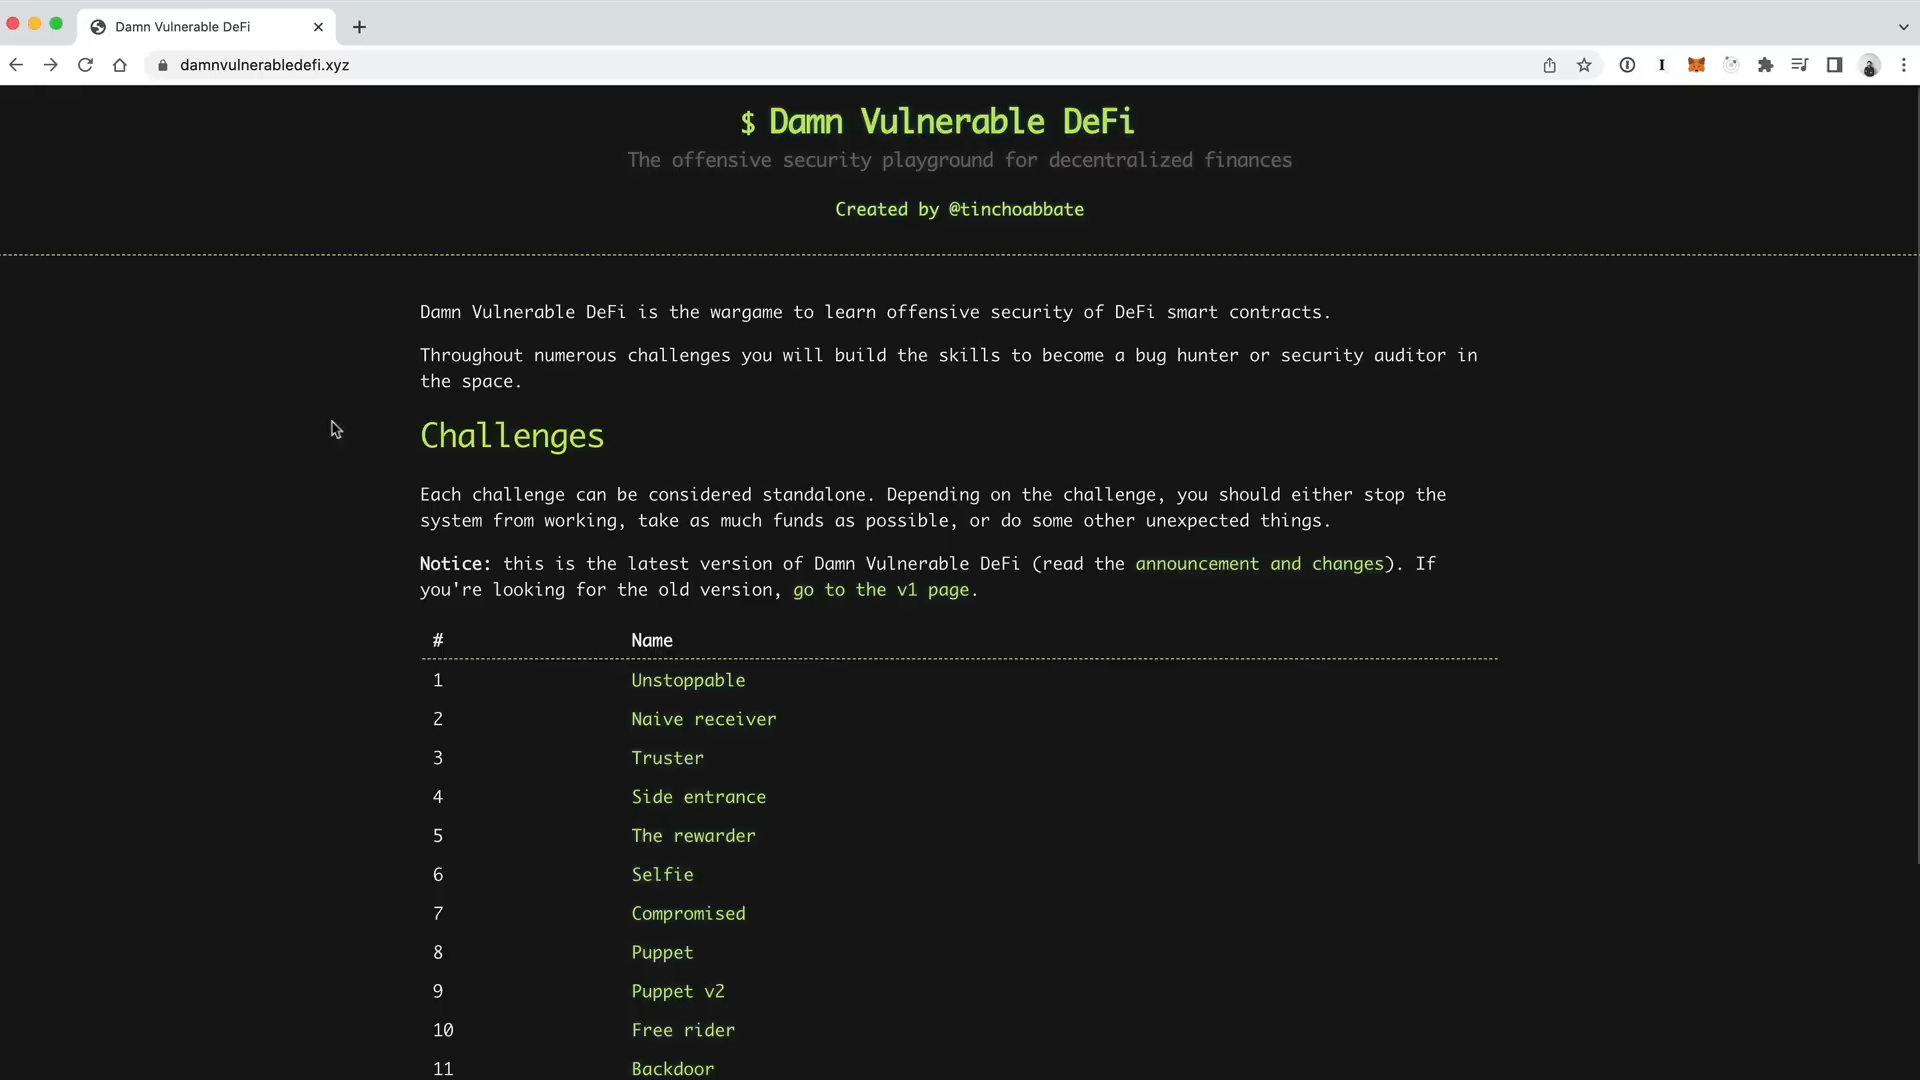 Damn Vulnerable DeFi
damnvulnerabledefi.xyz
$ Damn Vulnerable DeFi
The offensive security playground for decentralized finances
Created by @tinchoabbate
Damn Vulnerable DeFi is the wargame to learn offensive security of DeFi smart contracts.
Throughout numerous challenges you will build the skills to become a bug hunter or security auditor in
the space.
Challenges
Each challenge can be considered standalone. Depending on the challenge, you should either stop the
system from working, take as much funds as possible, or do some other unexpected things.
Notice: this is the latest version of Damn Vulnerable DeFi (read the announcement and changes). If
you're looking for the old version, go to the v1 page.
# Name
1 Unstoppable
2 Naive receiver
3 Truster
4 Side entrance
5 The rewarder
6 Selfie
7 Compromised
8 Puppet
9 Puppet v2
10 Free rider
11 Backdoor